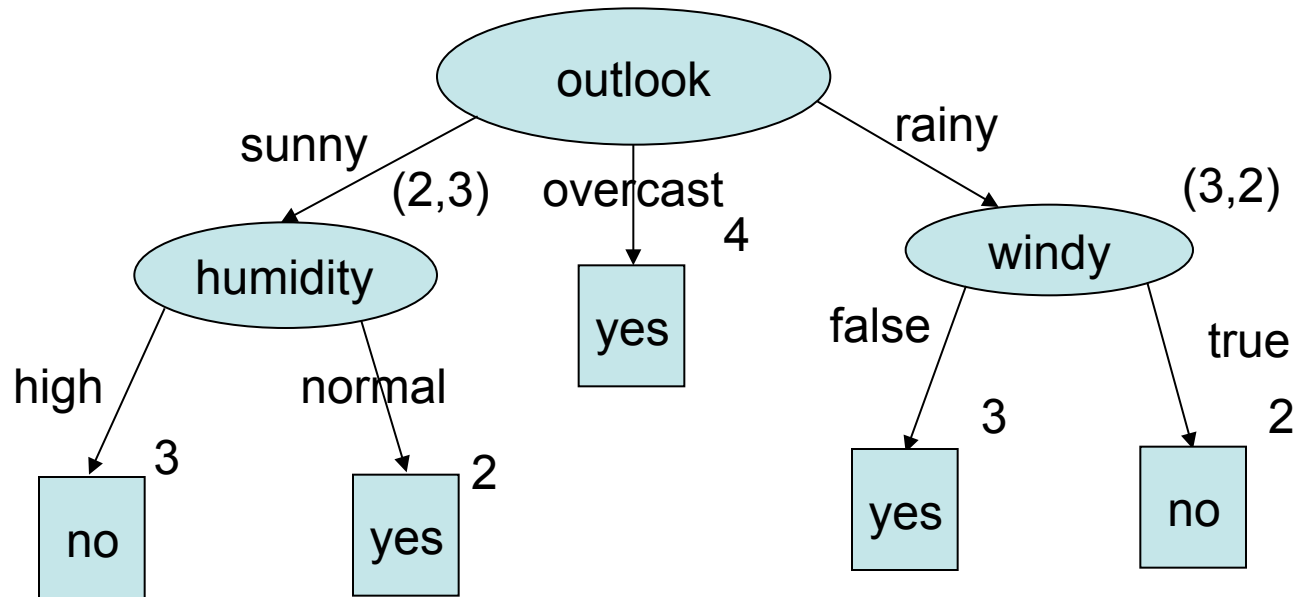 outlook
sunny
overcast
rainy
(2,3)
4
(3,2)
humidity
yes
windy
high
normal
false
true
3
2
3
2
no
yes
yes
no